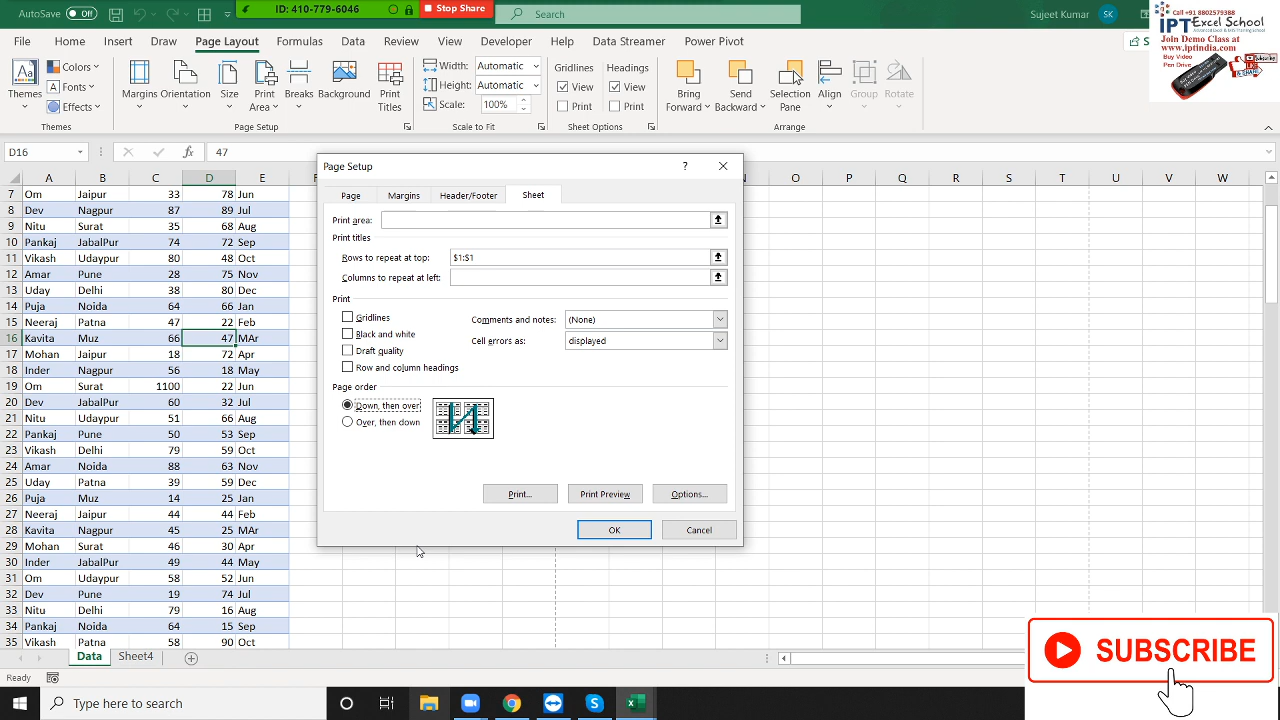 AutoSave Off
ID: 410-779-6046
Stop Share
Search
Sujeet Kumar
SK
Call +91 8802579388
IPT Excel School
Advanced Excel & MIS Training School
Join Demo Class at
www.iptindia.com
Buy Video
Pen Drive
File Home Insert Draw Page Layout Formulas Data Review View Developer Add-ins Help Data Streamer Power Pivot
Themes
Colors
Fonts
Effects
Margins
Orientation
Size
Print Area
Breaks
Background
Print Titles
Width: Automatic
Height: Automatic
Scale: 100%
Gridlines
View
Print
Headings
View
Print
Bring Forward
Send Backward
Selection Pane
Align
Group
Rotate
Themes Page Setup Scale to Fit Sheet Options Arrange
D16 fx 47
A B C D E F N O P Q R S T U V W
7 Om Jaipur 33 78 Jun
8 Dev Nagpur 87 89 Jul
9 Nitu Surat 35 68 Aug
10 Pankaj JabalPur 74 72 Sep
11 Vikash Udaypur 80 48 Oct
12 Amar Pune 28 75 Nov
13 Uday Delhi 38 80 Dec
14 Puja Noida 64 66 Jan
15 Neeraj Patna 47 22 Feb
16 Kavita Muz 66 47 MAr
17 Mohan Jaipur 18 72 Apr
18 Inder Nagpur 56 18 May
19 Om Surat 1100 22 Jun
20 Dev JabalPur 60 32 Jul
21 Nitu Udaypur 51 66 Aug
22 Pankaj Pune 50 53 Sep
23 Vikash Delhi 79 59 Oct
24 Amar Noida 88 63 Nov
25 Uday Patna 39 59 Dec
26 Puja Muz 14 25 Jan
27 Neeraj Jaipur 44 44 Feb
28 Kavita Nagpur 45 25 MAr
29 Mohan Surat 46 30 Apr
30 Inder JabalPur 49 44 May
31 Om Udaypur 58 52 Jun
32 Dev Pune 19 74 Jul
33 Nitu Delhi 79 16 Aug
34 Pankaj Noida 64 15 Sep
35 Vikash Patna 58 90 Oct
Page Setup ?
Page Margins Header/Footer Sheet
Print area:
Print titles
Rows to repeat at top: $1:$1
Columns to repeat at left:
Print
Gridlines
Black and white
Draft quality
Row and column headings
Comments and notes: (None)
Cell errors as: displayed
Page order
Down, then over
Over, then down
Print... Print Preview Options...
OK Cancel
Data Sheet4
Ready
SUBSCRIBE
Type here to search